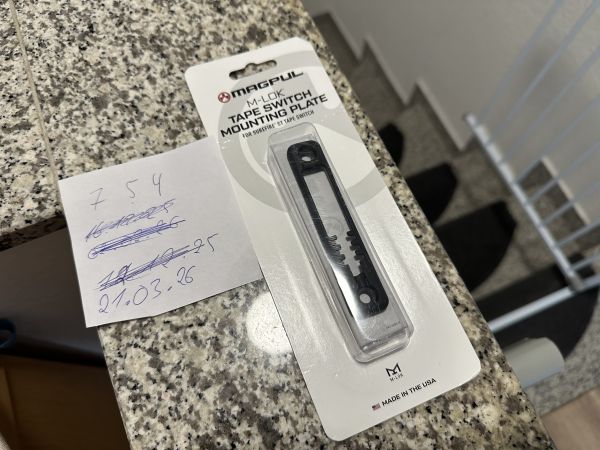 MAGPUL
M-LOK
TAPE SWITCH
MOUNTING PLATE
FOR SUREFIRE® ST TAPE SWITCH
7 5 4
21.03.26
M-LOK
MADE IN THE USA